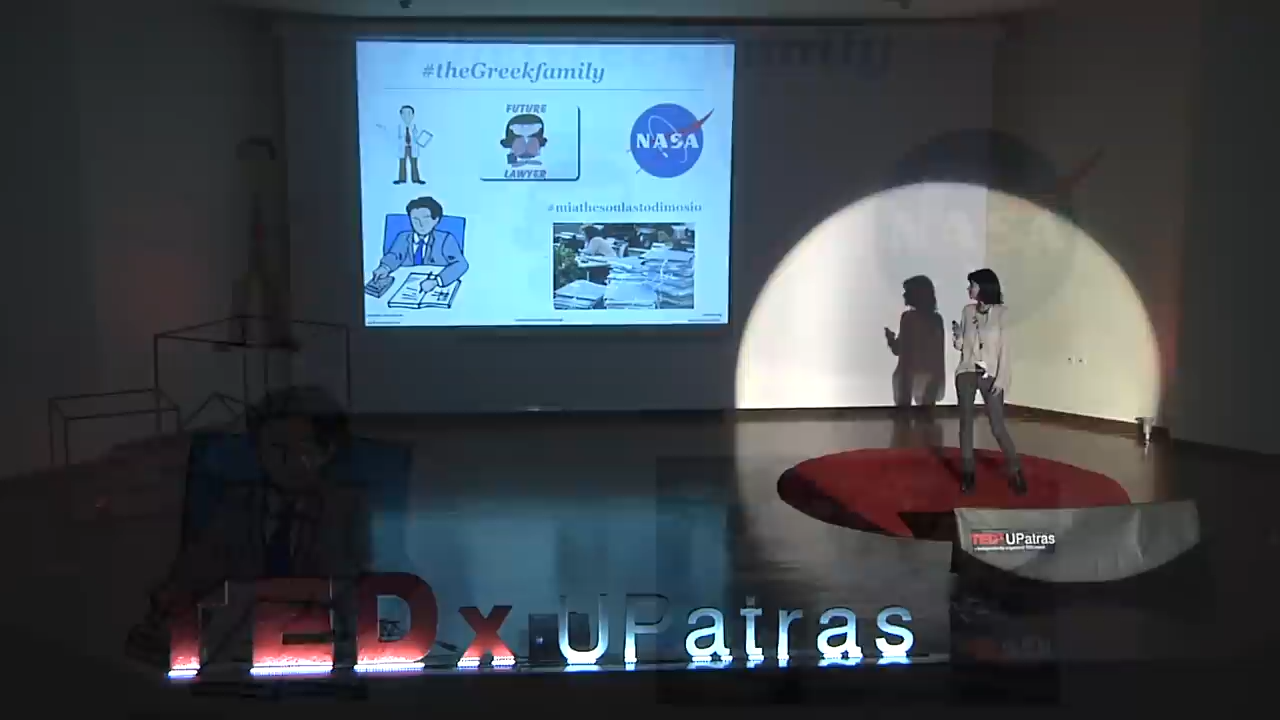 #theGreekfamily
FUTURE
LAWYER
NASA
#miathesoulastodimosio
TEDxUPatras
TEDxUPatras